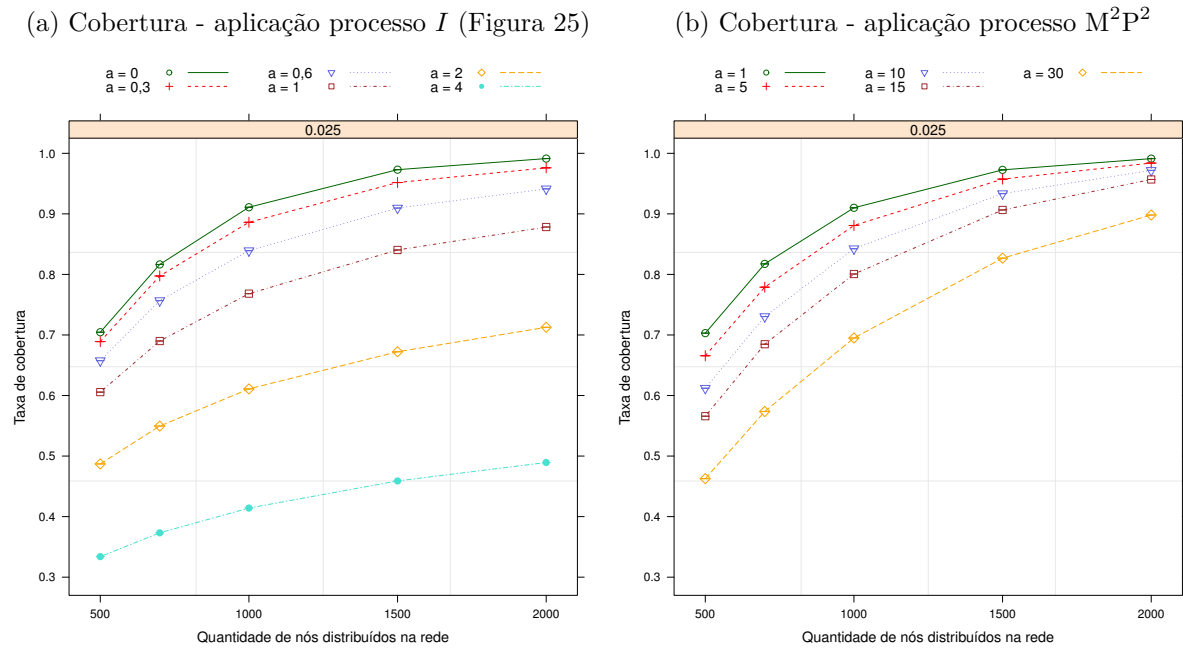 (a) Cobertura - aplicação processo I (Figura 25)
a = 0
a = 0,3
a = 0,6
a = 1
a = 2
a = 4
0.025
Taxa de cobertura
1.0
0.9
0.8
0.7
0.6
0.5
0.4
0.3
500 1000 1500 2000
Quantidade de nós distribuídos na rede
(b) Cobertura - aplicação processo M²P²
a = 1
a = 5
a = 10
a = 15
a = 30
0.025
Taxa de cobertura
1.0
0.9
0.8
0.7
0.6
0.5
0.4
0.3
500 1000 1500 2000
Quantidade de nós distribuídos na rede